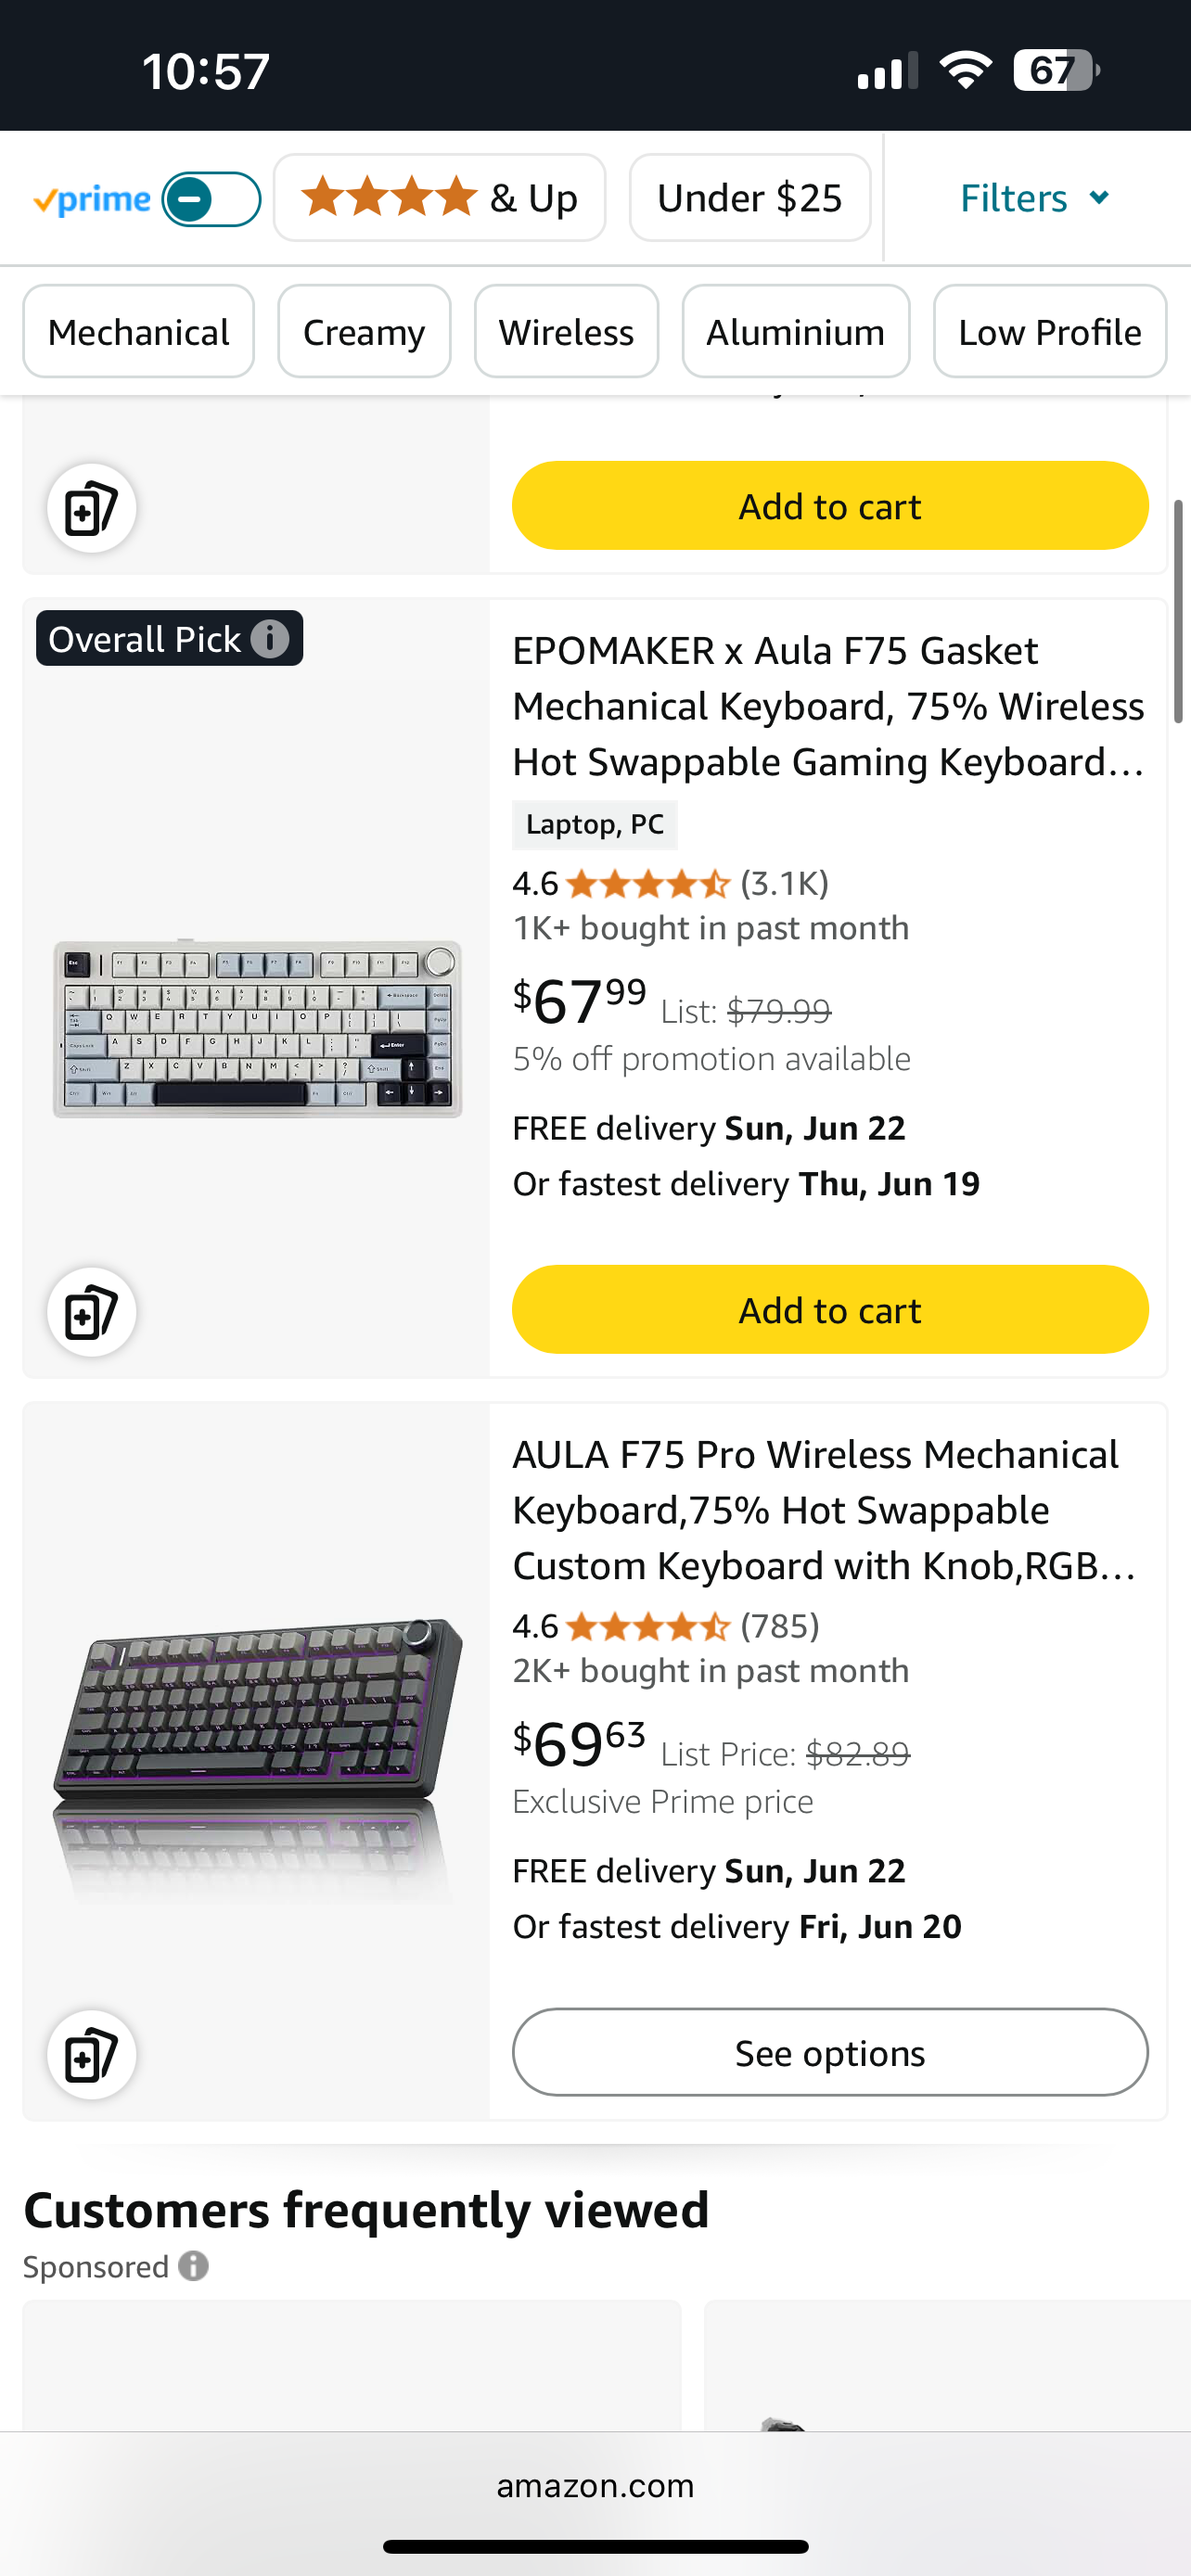 10:57
67
prime
& Up
Under $25
Filters
Mechanical
Creamy
Wireless
Aluminium
Low Profile
Add to cart
Overall Pick
EPOMAKER x Aula F75 Gasket
Mechanical Keyboard, 75% Wireless
Hot Swappable Gaming Keyboard...
Laptop, PC
4.6 (3.1K)
1K+ bought in past month
$67 99 List: $79.99
5% off promotion available
FREE delivery Sun, Jun 22
Or fastest delivery Thu, Jun 19
Add to cart
AULA F75 Pro Wireless Mechanical
Keyboard,75% Hot Swappable
Custom Keyboard with Knob,RGB...
4.6 (785)
2K+ bought in past month
$69 63 List Price: $82.89
Exclusive Prime price
FREE delivery Sun, Jun 22
Or fastest delivery Fri, Jun 20
See options
Customers frequently viewed
Sponsored
amazon.com